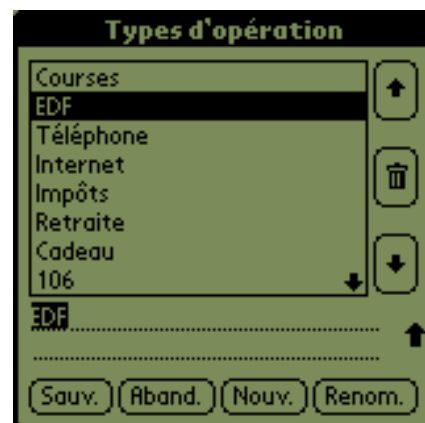 Types d'opération
Courses
EDF
Téléphone
Internet
Impôts
Retraite
Cadeau
106
EDF
Sauv. Aband. Nouv. Renom.